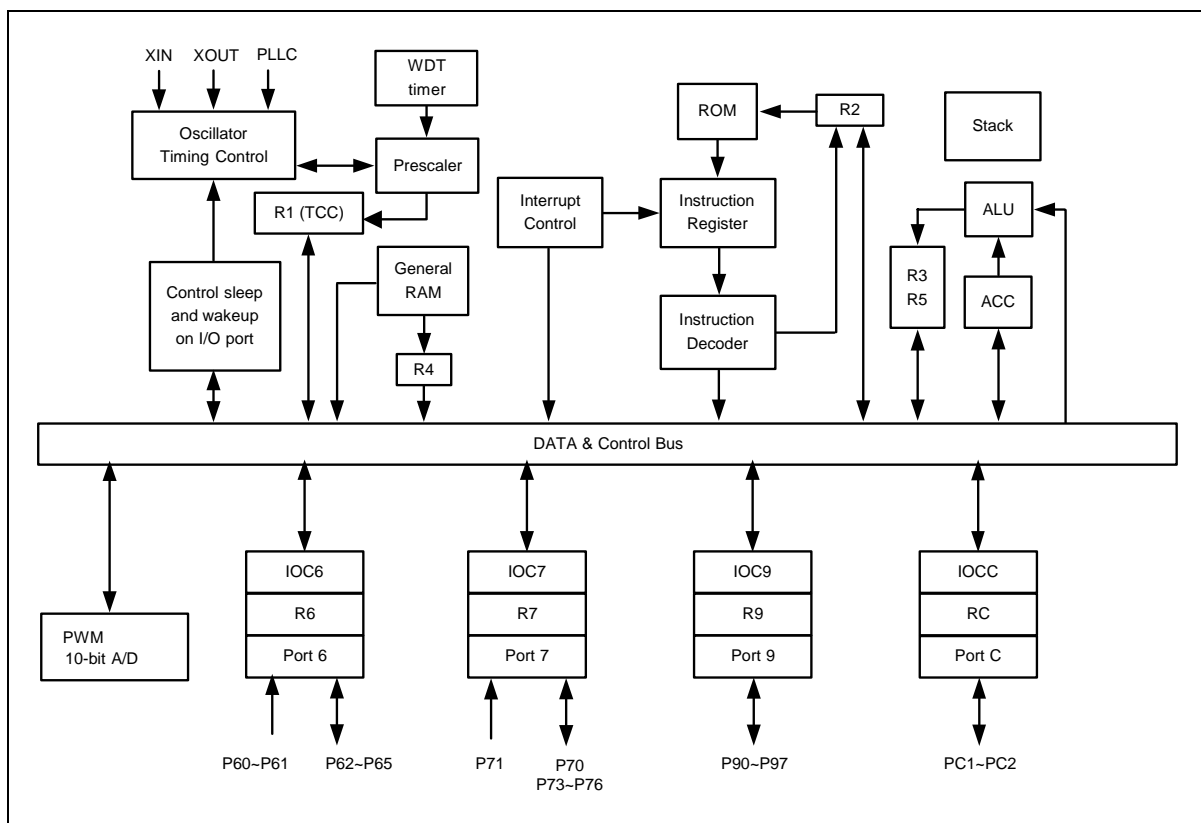 XIN XOUT PLLC
WDT
timer
Oscillator
Timing Control
Prescaler
R1 (TCC)
ROM
R2
Stack
Interrupt
Control
Instruction
Register
ALU
General
RAM
R3
R5
ACC
Control sleep
and wakeup
on I/O port
Instruction
Decoder
R4
DATA & Control Bus
IOC6
R6
Port 6
IOC7
R7
Port 7
IOC9
R9
Port 9
IOCC
RC
Port C
PWM
10-bit A/D
P60~P61
P62~P65
P71
P70
P73~P76
P90~P97
PC1~PC2